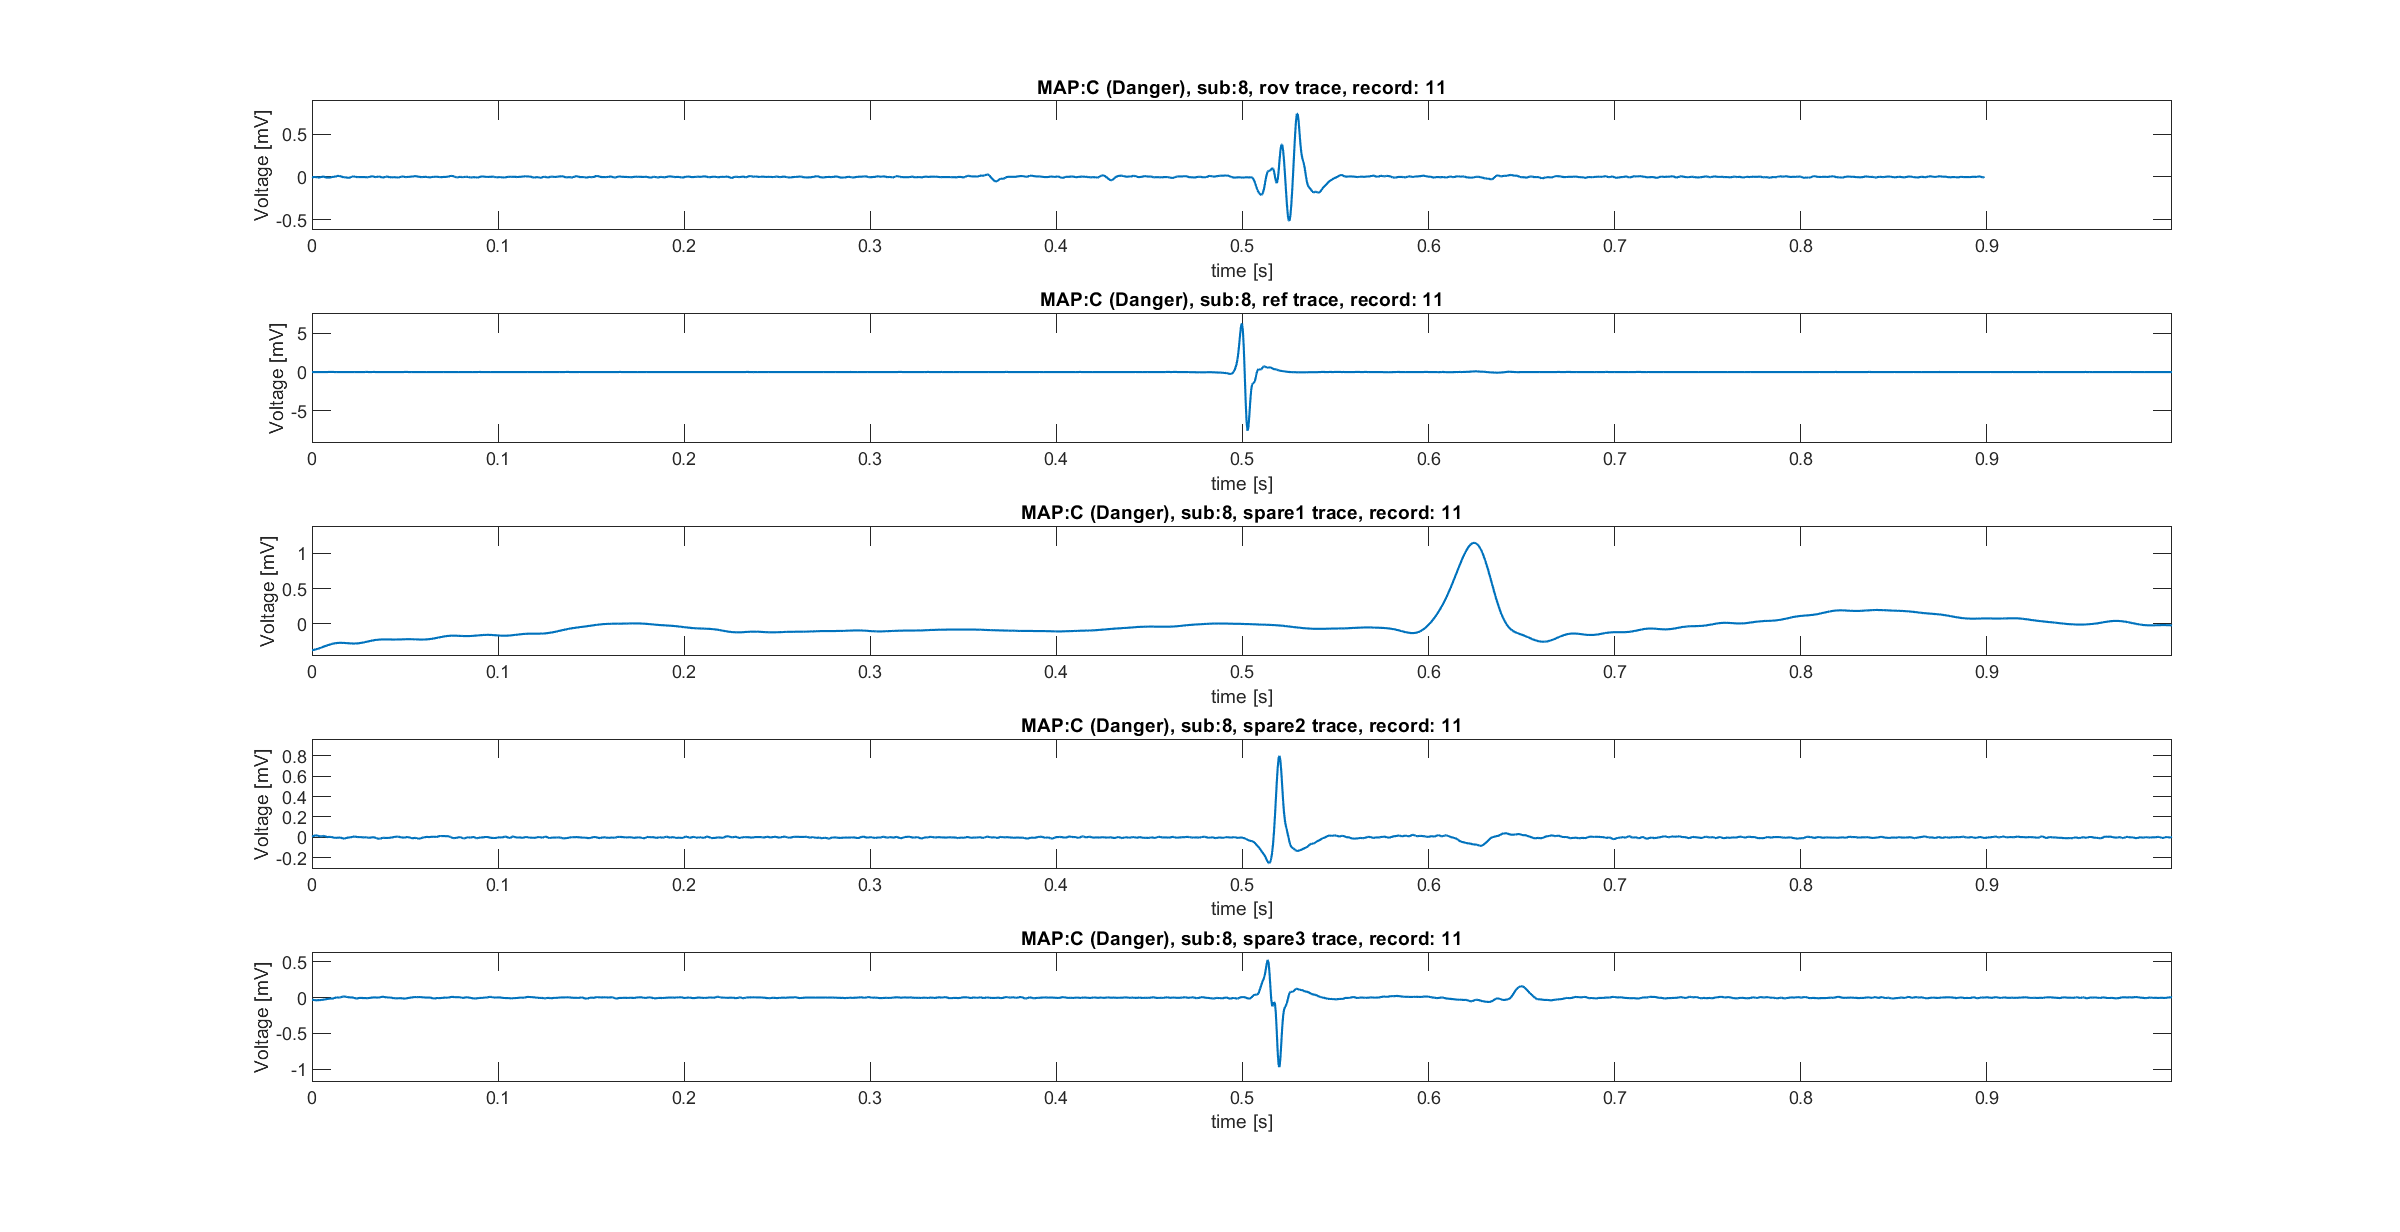 MAP:C (Danger), sub:8, rov trace, record: 11
Voltage [mV]
0.5
0
-0.5
0 0.1 0.2 0.3 0.4 0.5 0.6 0.7 0.8 0.9
time [s]
MAP:C (Danger), sub:8, ref trace, record: 11
Voltage [mV]
5
0
-5
0 0.1 0.2 0.3 0.4 0.5 0.6 0.7 0.8 0.9
time [s]
MAP:C (Danger), sub:8, spare1 trace, record: 11
Voltage [mV]
1
0.5
0
0 0.1 0.2 0.3 0.4 0.5 0.6 0.7 0.8 0.9
time [s]
MAP:C (Danger), sub:8, spare2 trace, record: 11
Voltage [mV]
0.8
0.6
0.4
0.2
0
-0.2
0 0.1 0.2 0.3 0.4 0.5 0.6 0.7 0.8 0.9
time [s]
MAP:C (Danger), sub:8, spare3 trace, record: 11
Voltage [mV]
0.5
0
-0.5
-1
0 0.1 0.2 0.3 0.4 0.5 0.6 0.7 0.8 0.9
time [s]